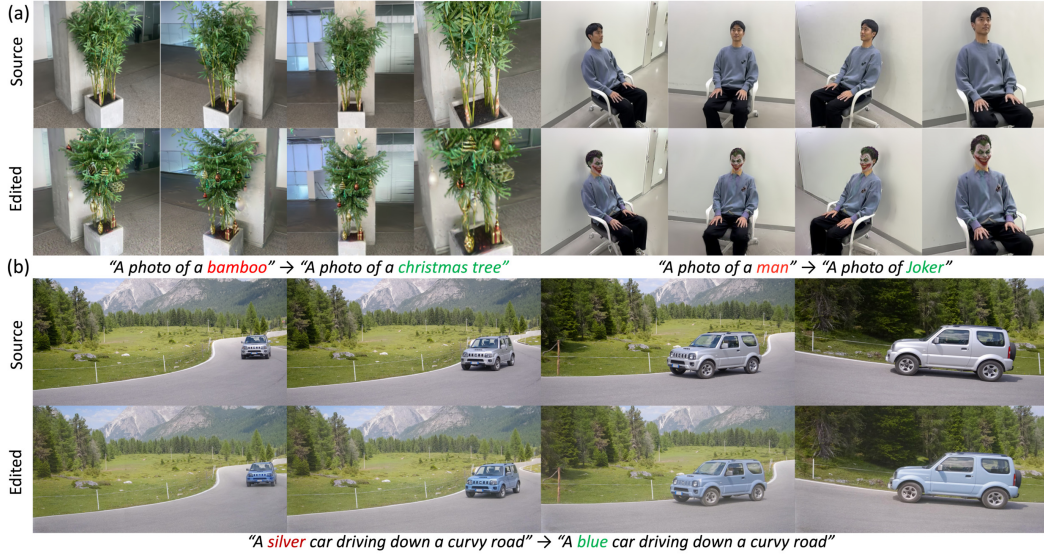 (a)
Source
Edited
“A photo of a bamboo” → “A photo of a christmas tree”
“A photo of a man” → “A photo of Joker”
(b)
Source
Edited
“A silver car driving down a curvy road” → “A blue car driving down a curvy road”